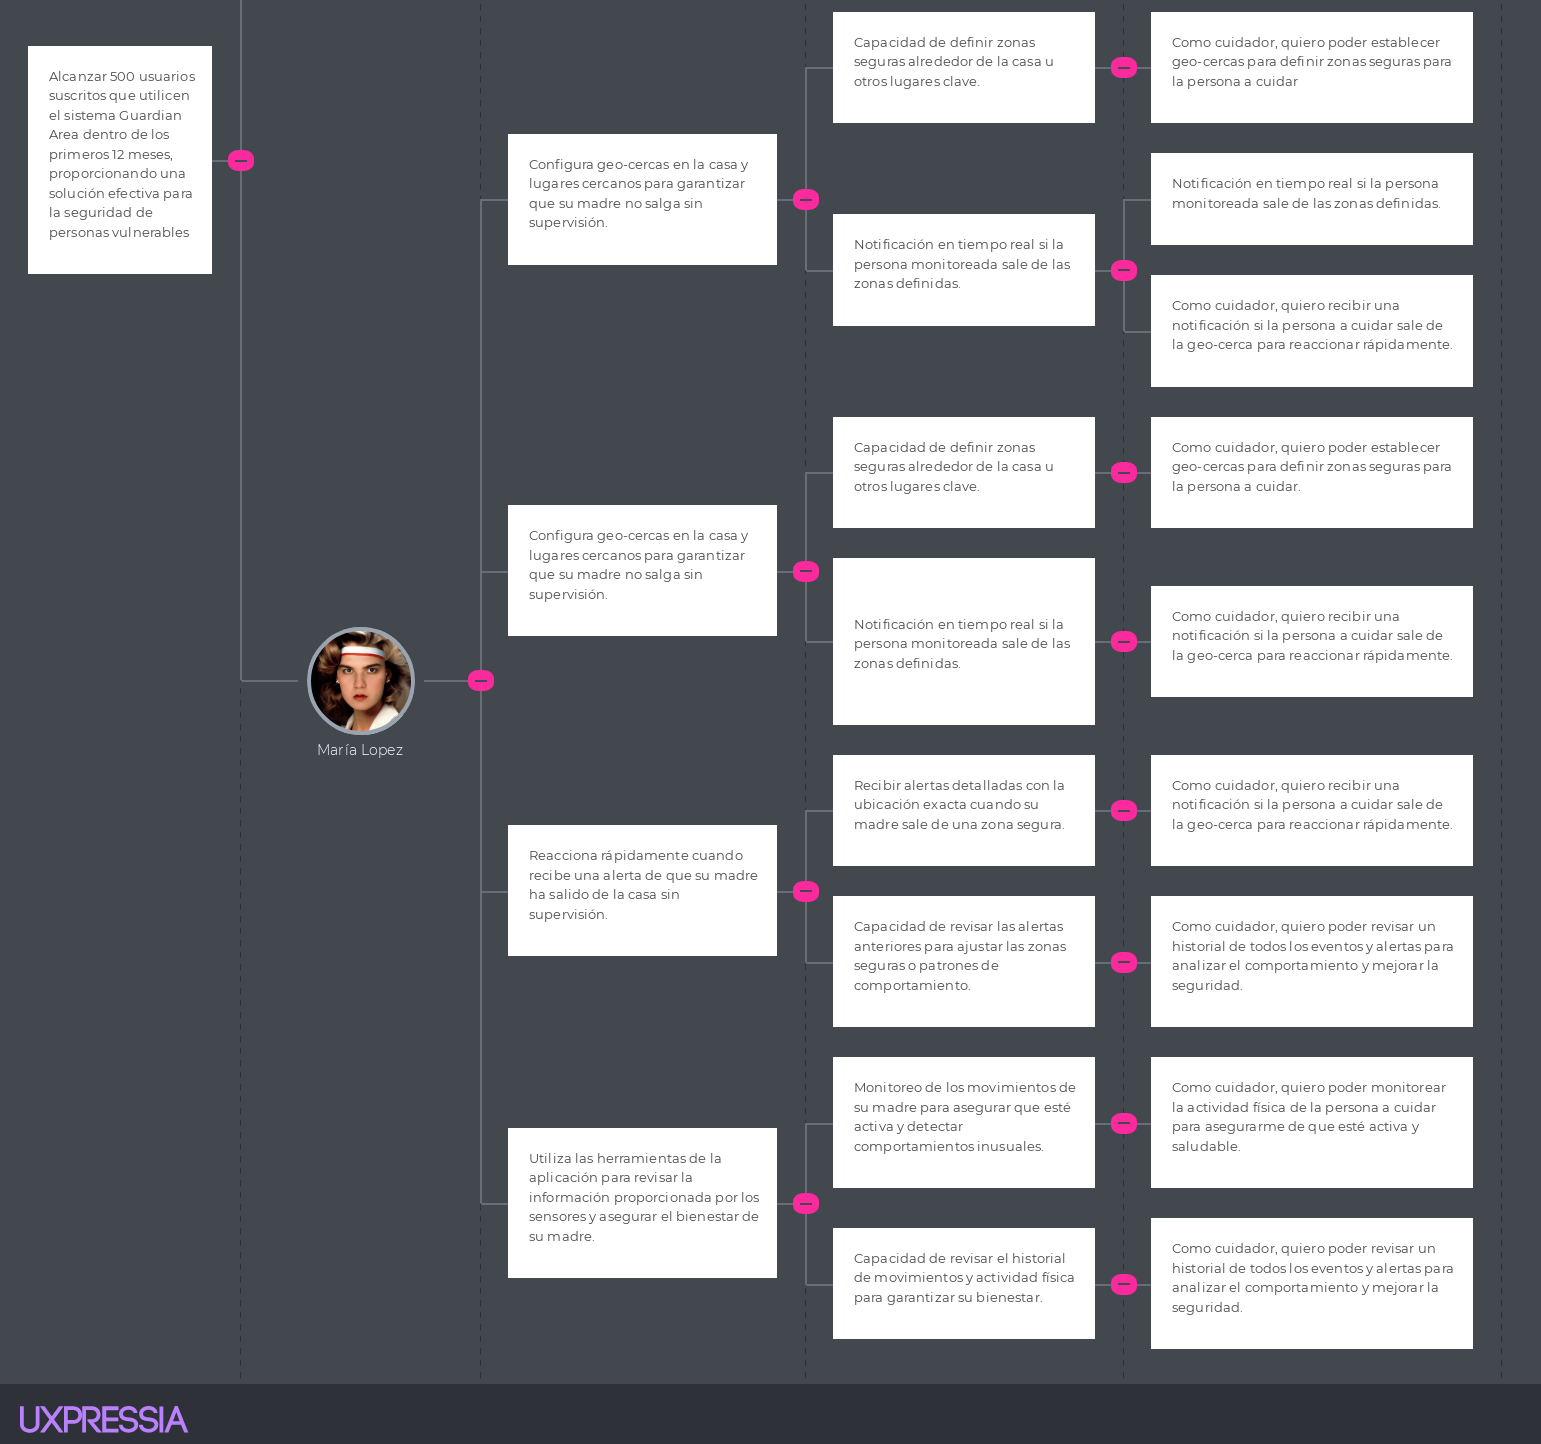 Alcanzar 500 usuarios
suscritos que utilicen
el sistema Guardian
Area dentro de los
primeros 12 meses,
proporcionando una
solución efectiva para
la seguridad de
personas vulnerables
María Lopez
Configura geo-cercas en la casa y
lugares cercanos para garantizar
que su madre no salga sin
supervisión.
Capacidad de definir zonas
seguras alrededor de la casa u
otros lugares clave.
Como cuidador, quiero poder establecer
geo-cercas para definir zonas seguras para
la persona a cuidar
Notificación en tiempo real si la
persona monitoreada sale de las
zonas definidas.
Notificación en tiempo real si la persona
monitoreada sale de las zonas definidas.
Como cuidador, quiero recibir una
notificación si la persona a cuidar sale de
la geo-cerca para reaccionar rápidamente.
Configura geo-cercas en la casa y
lugares cercanos para garantizar
que su madre no salga sin
supervisión.
Capacidad de definir zonas
seguras alrededor de la casa u
otros lugares clave.
Como cuidador, quiero poder establecer
geo-cercas para definir zonas seguras para
la persona a cuidar.
Notificación en tiempo real si la
persona monitoreada sale de las
zonas definidas.
Como cuidador, quiero recibir una
notificación si la persona a cuidar sale de
la geo-cerca para reaccionar rápidamente.
Reacciona rápidamente cuando
recibe una alerta de que su madre
ha salido de la casa sin
supervisión.
Recibir alertas detalladas con la
ubicación exacta cuando su
madre sale de una zona segura.
Como cuidador, quiero recibir una
notificación si la persona a cuidar sale de
la geo-cerca para reaccionar rápidamente.
Capacidad de revisar las alertas
anteriores para ajustar las zonas
seguras o patrones de
comportamiento.
Como cuidador, quiero poder revisar un
historial de todos los eventos y alertas para
analizar el comportamiento y mejorar la
seguridad.
Utiliza las herramientas de la
aplicación para revisar la
información proporcionada por los
sensores y asegurar el bienestar de
su madre.
Monitoreo de los movimientos de
su madre para asegurar que esté
activa y detectar
comportamientos inusuales.
Como cuidador, quiero poder monitorear
la actividad física de la persona a cuidar
para asegurarme de que esté activa y
saludable.
Capacidad de revisar el historial
de movimientos y actividad física
para garantizar su bienestar.
Como cuidador, quiero poder revisar un
historial de todos los eventos y alertas para
analizar el comportamiento y mejorar la
seguridad.
UXPRESSIA